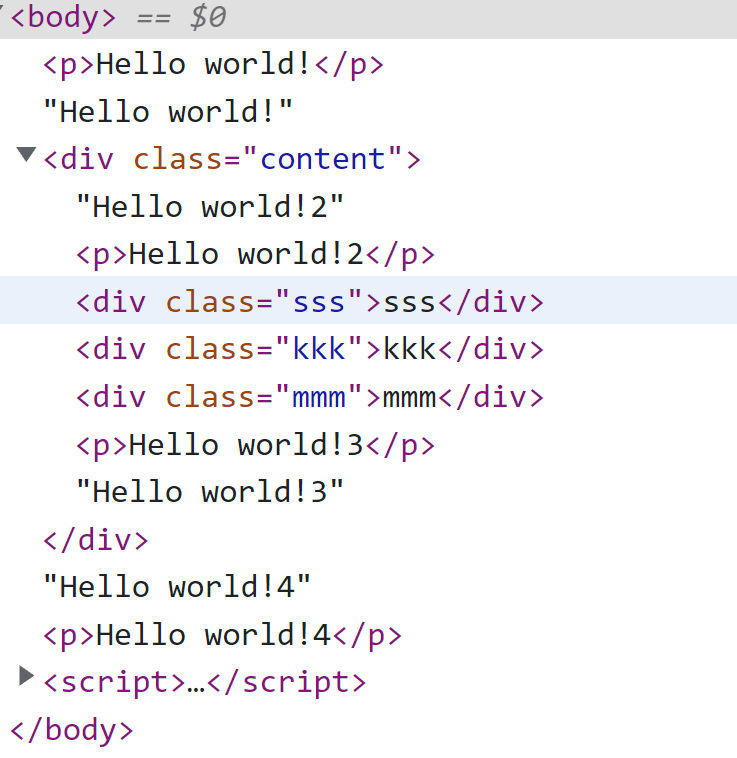 <body> == $0
<p>Hello world!</p>
"Hello world!"
<div class="content">
"Hello world!2"
<p>Hello world!2</p>
<div class="sss">sss</div>
<div class="kkk">kkk</div>
<div class="mmm">mmm</div>
<p>Hello world!3</p>
"Hello world!3"
</div>
"Hello world!4"
<p>Hello world!4</p>
<script>…</script>
</body>